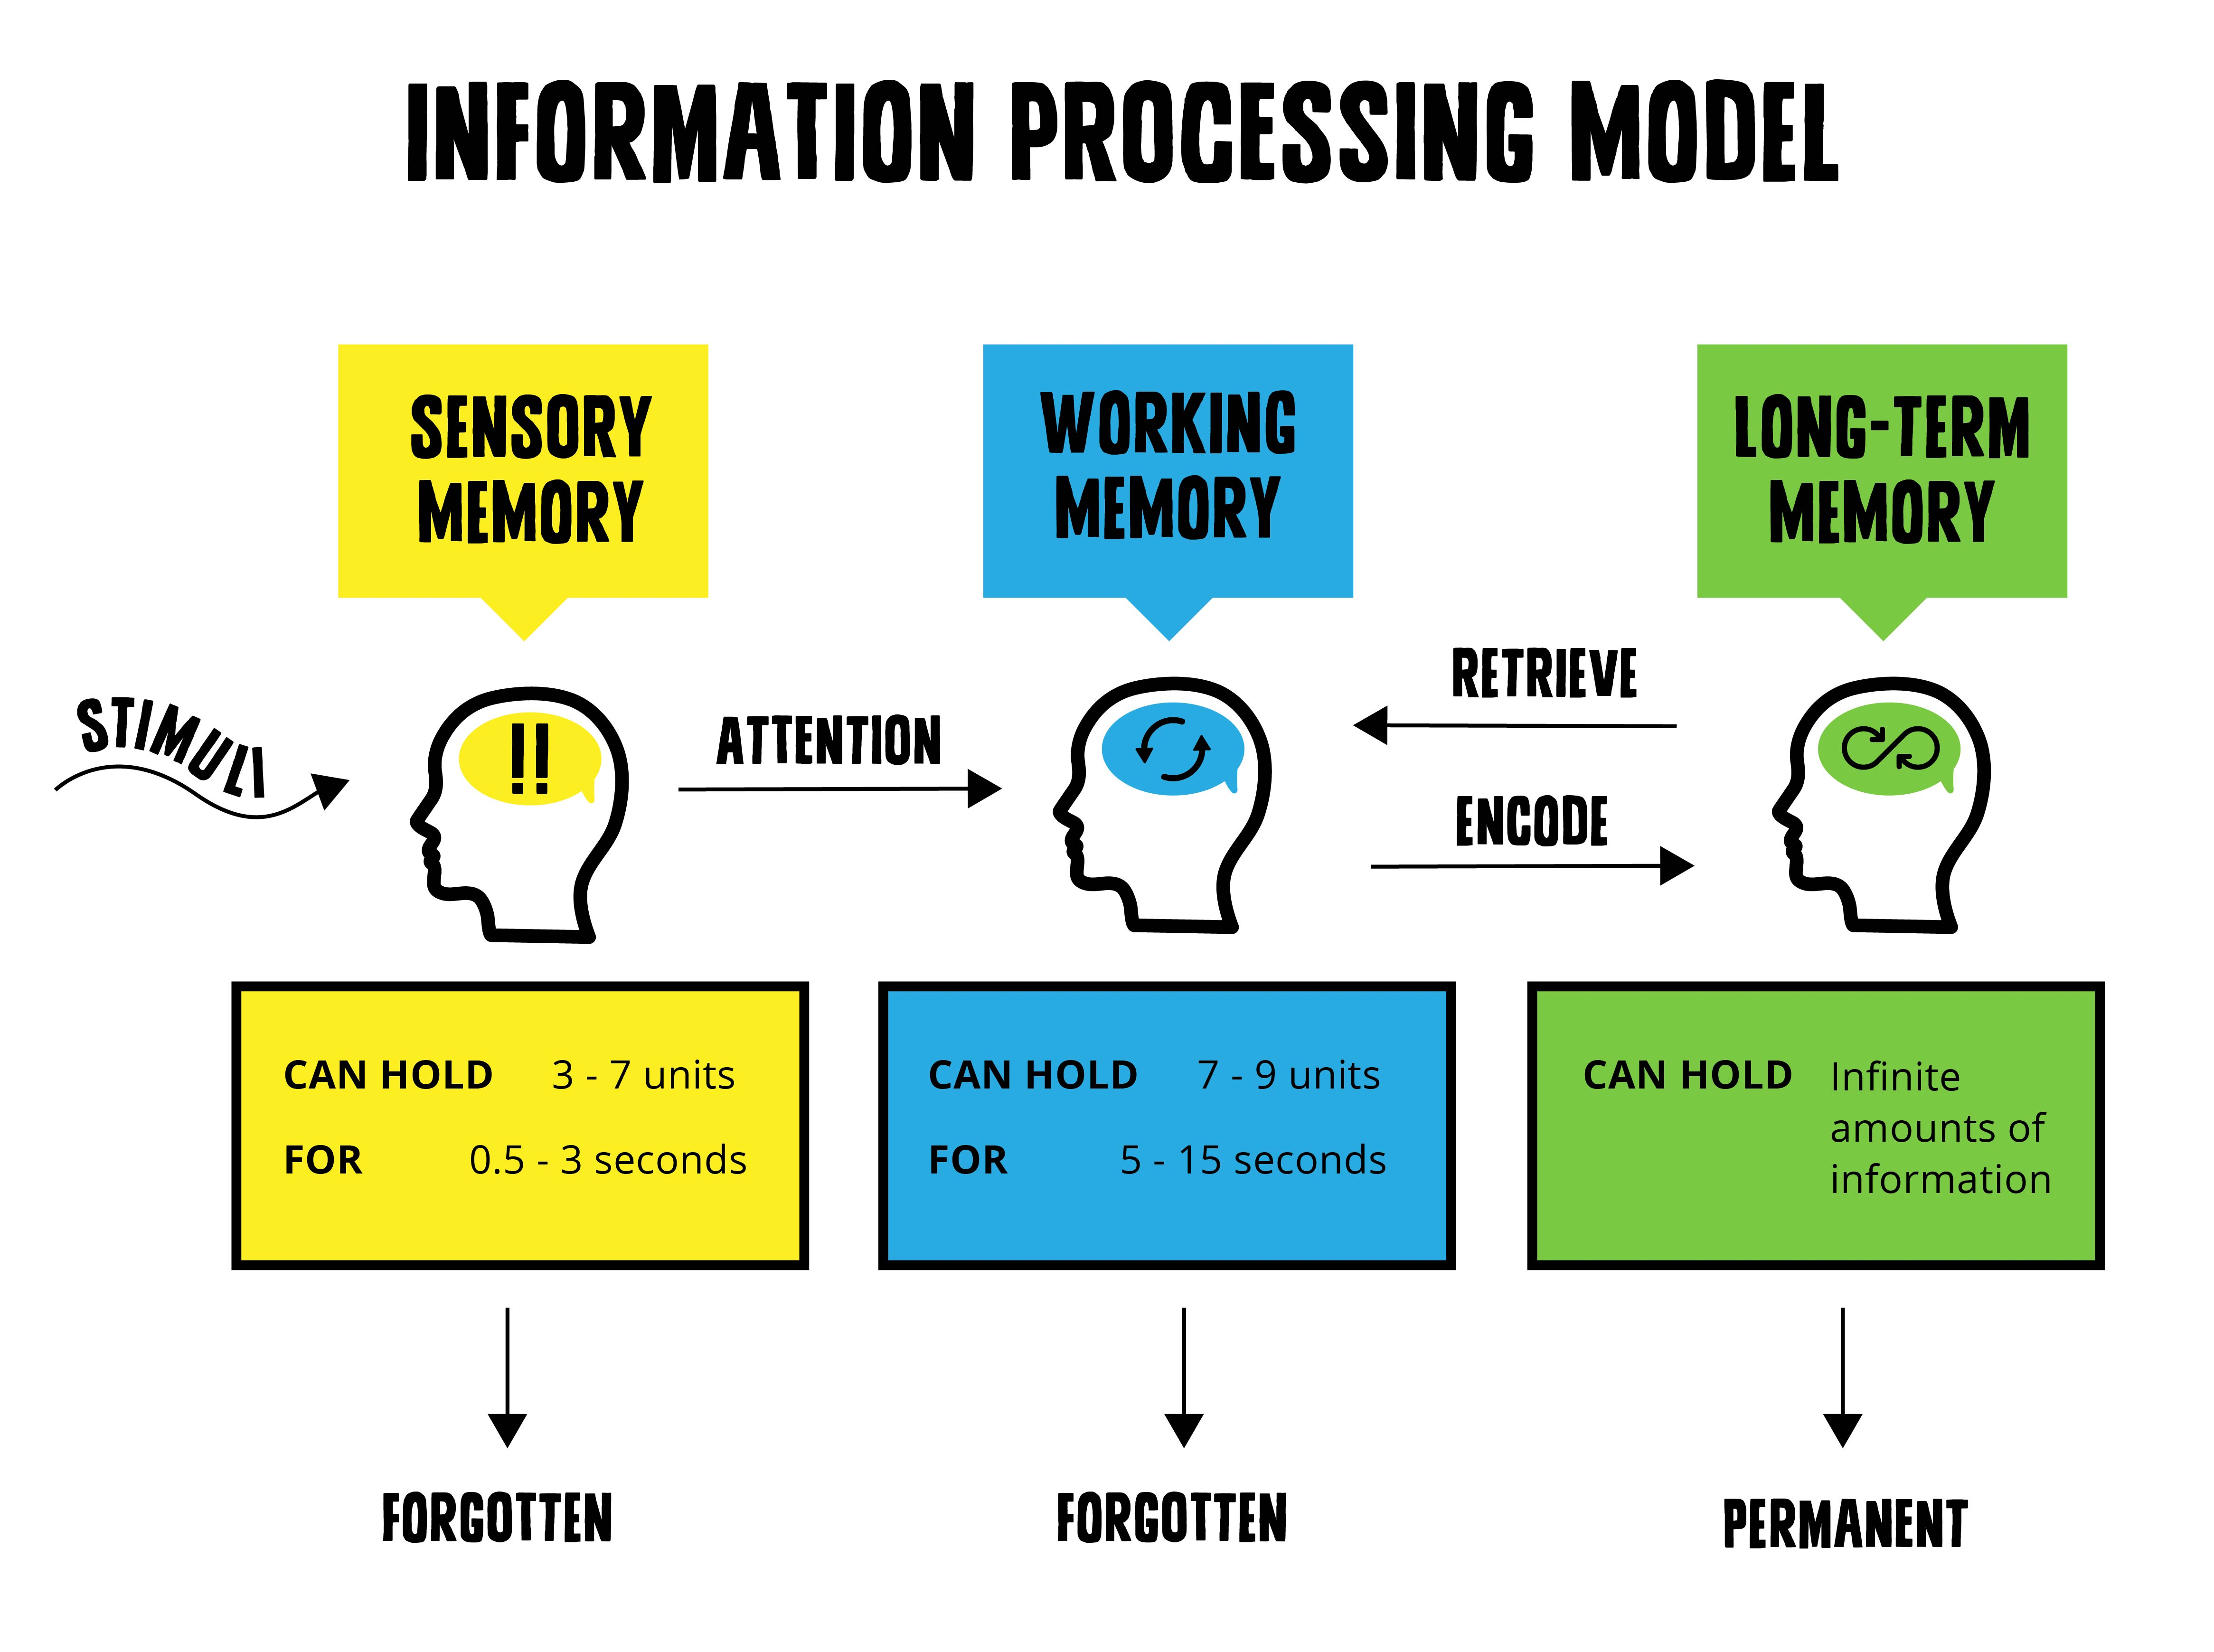 INFORMATION PROCESSING MODEL
SENSORY
MEMORY
WORKING
MEMORY
LONG-TERM
MEMORY
STIMULI
!!
ATTENTION
RETRIEVE
ENCODE
CAN HOLD 3 - 7 units
FOR 0.5 - 3 seconds
CAN HOLD 7 - 9 units
FOR 5 - 15 seconds
CAN HOLD Infinite
amounts of
information
FORGOTTEN
FORGOTTEN
PERMANENT